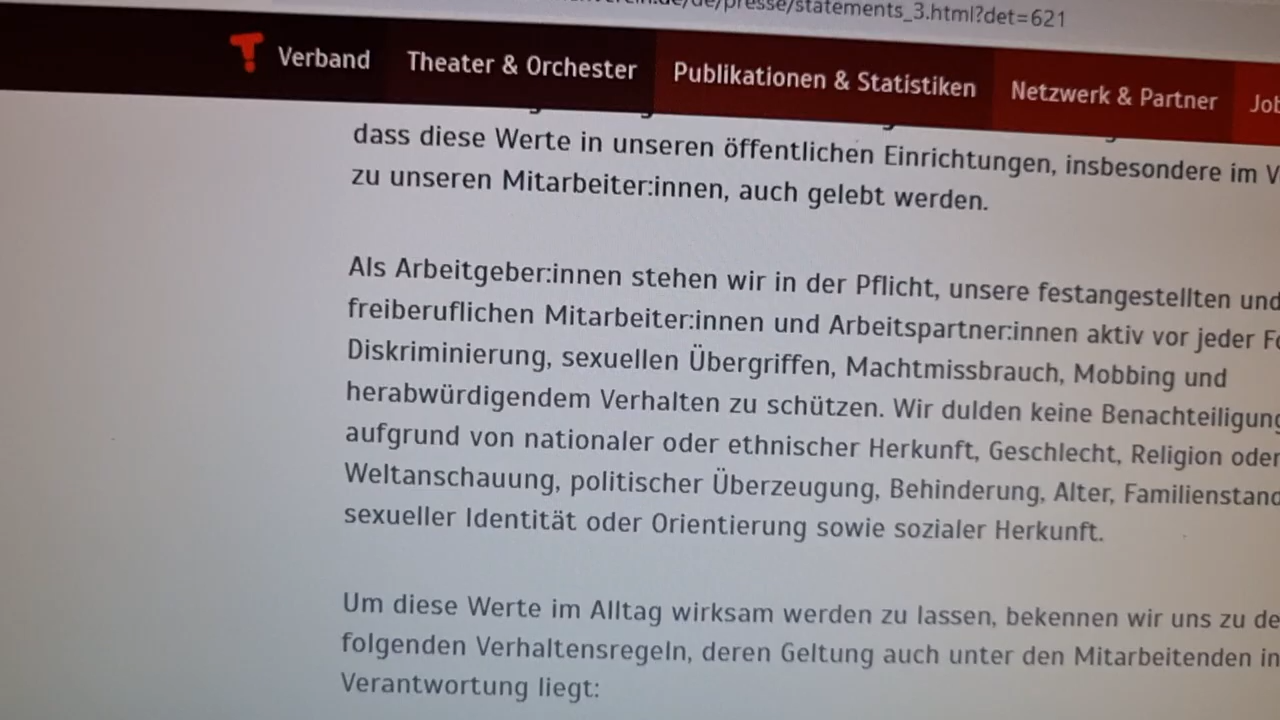 /de/presse/statements_3.html?det=621
Verband Theater & Orchester Publikationen & Statistiken Netzwerk & Partner
dass diese Werte in unseren öffentlichen Einrichtungen, insbesondere im
zu unseren Mitarbeiter:innen, auch gelebt werden.
Als Arbeitgeber:innen stehen wir in der Pflicht, unsere festangestellten und
freiberuflichen Mitarbeiter:innen und Arbeitspartner:innen aktiv vor jeder
Diskriminierung, sexuellen Übergriffen, Machtmissbrauch, Mobbing und
herabwürdigendem Verhalten zu schützen. Wir dulden keine Benachteiligung
aufgrund von nationaler oder ethnischer Herkunft, Geschlecht, Religion oder
Weltanschauung, politischer Überzeugung, Behinderung, Alter, Familienstand
sexueller Identität oder Orientierung sowie sozialer Herkunft.
Um diese Werte im Alltag wirksam werden zu lassen, bekennen wir uns zu
folgenden Verhaltensregeln, deren Geltung auch unter den Mitarbeitenden in
Verantwortung liegt: